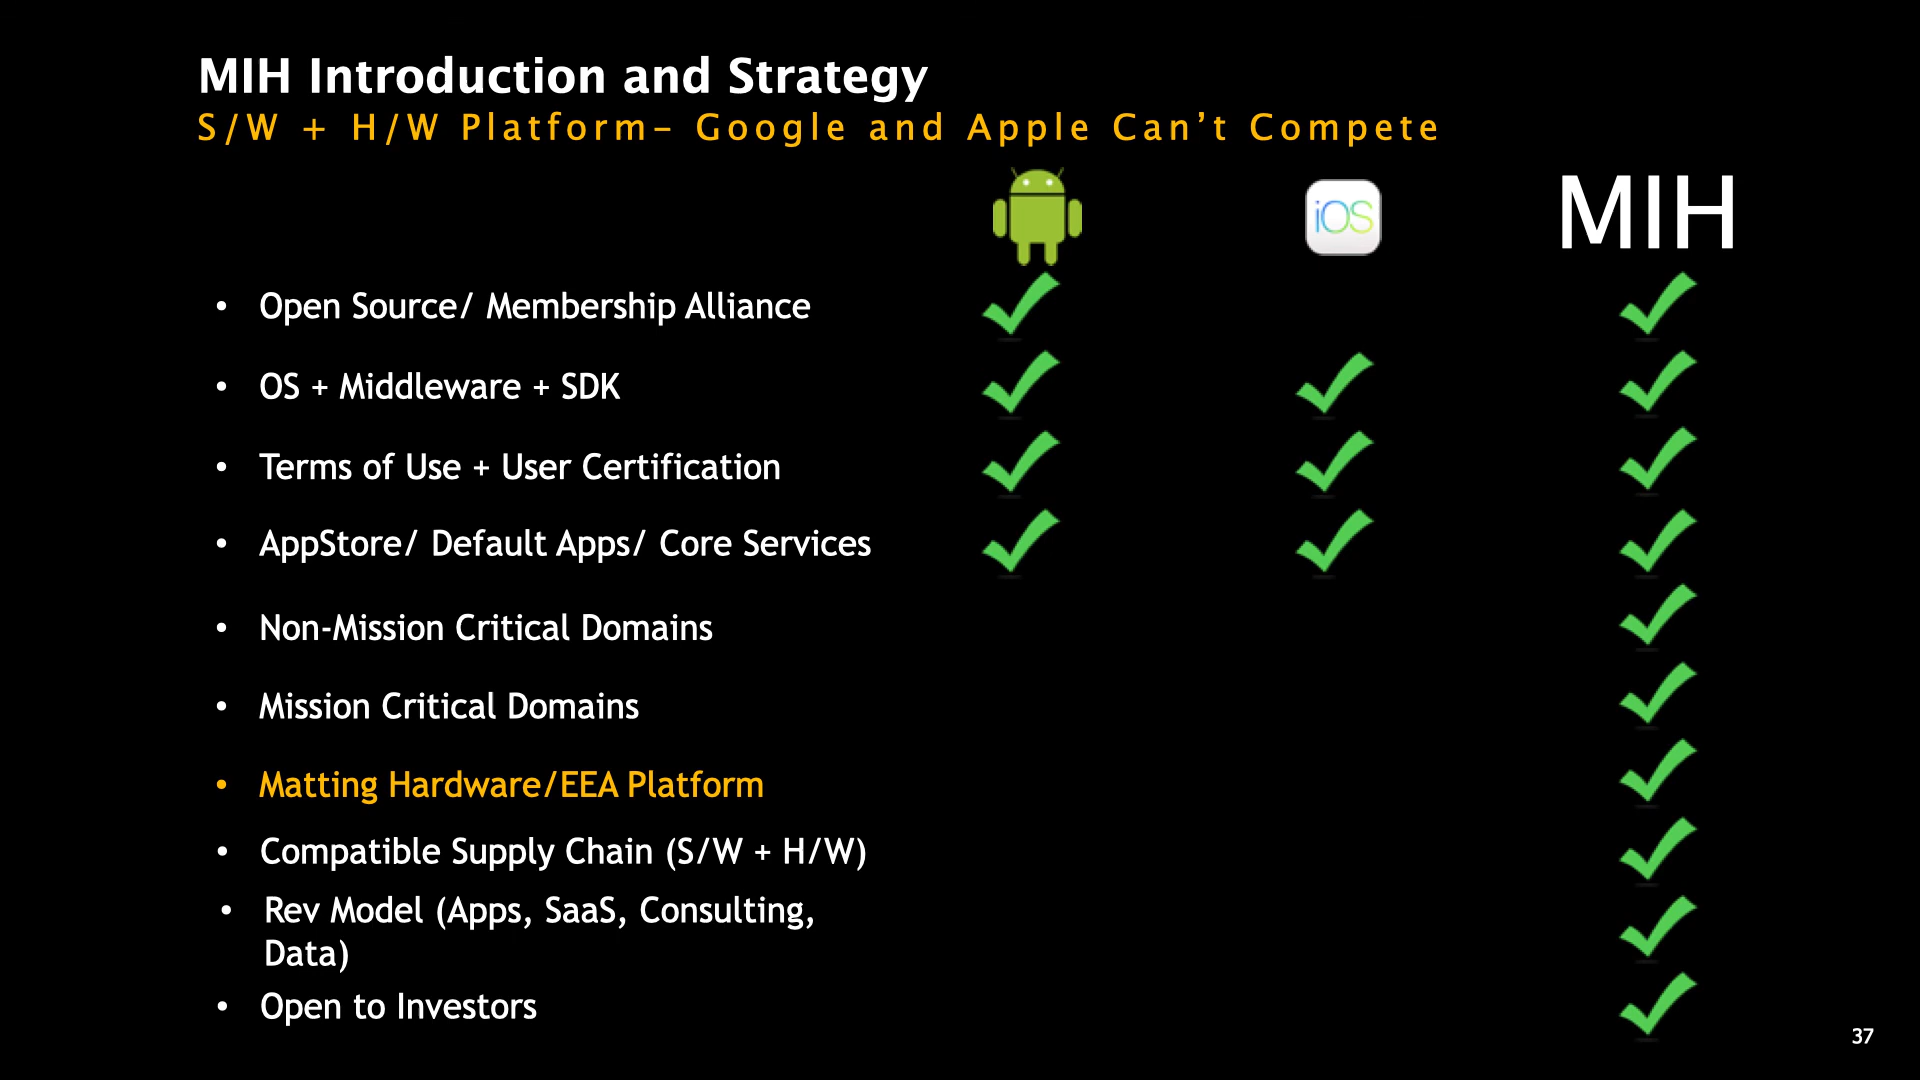 MIH Introduction and Strategy
S/W + H/W Platform– Google and Apple Can’t Compete
iOS
MIH
• Open Source/ Membership Alliance
• OS + Middleware + SDK
• Terms of Use + User Certification
• AppStore/ Default Apps/ Core Services
• Non-Mission Critical Domains
• Mission Critical Domains
• Matting Hardware/EEA Platform
• Compatible Supply Chain (S/W + H/W)
• Rev Model (Apps, SaaS, Consulting,
Data)
• Open to Investors
37